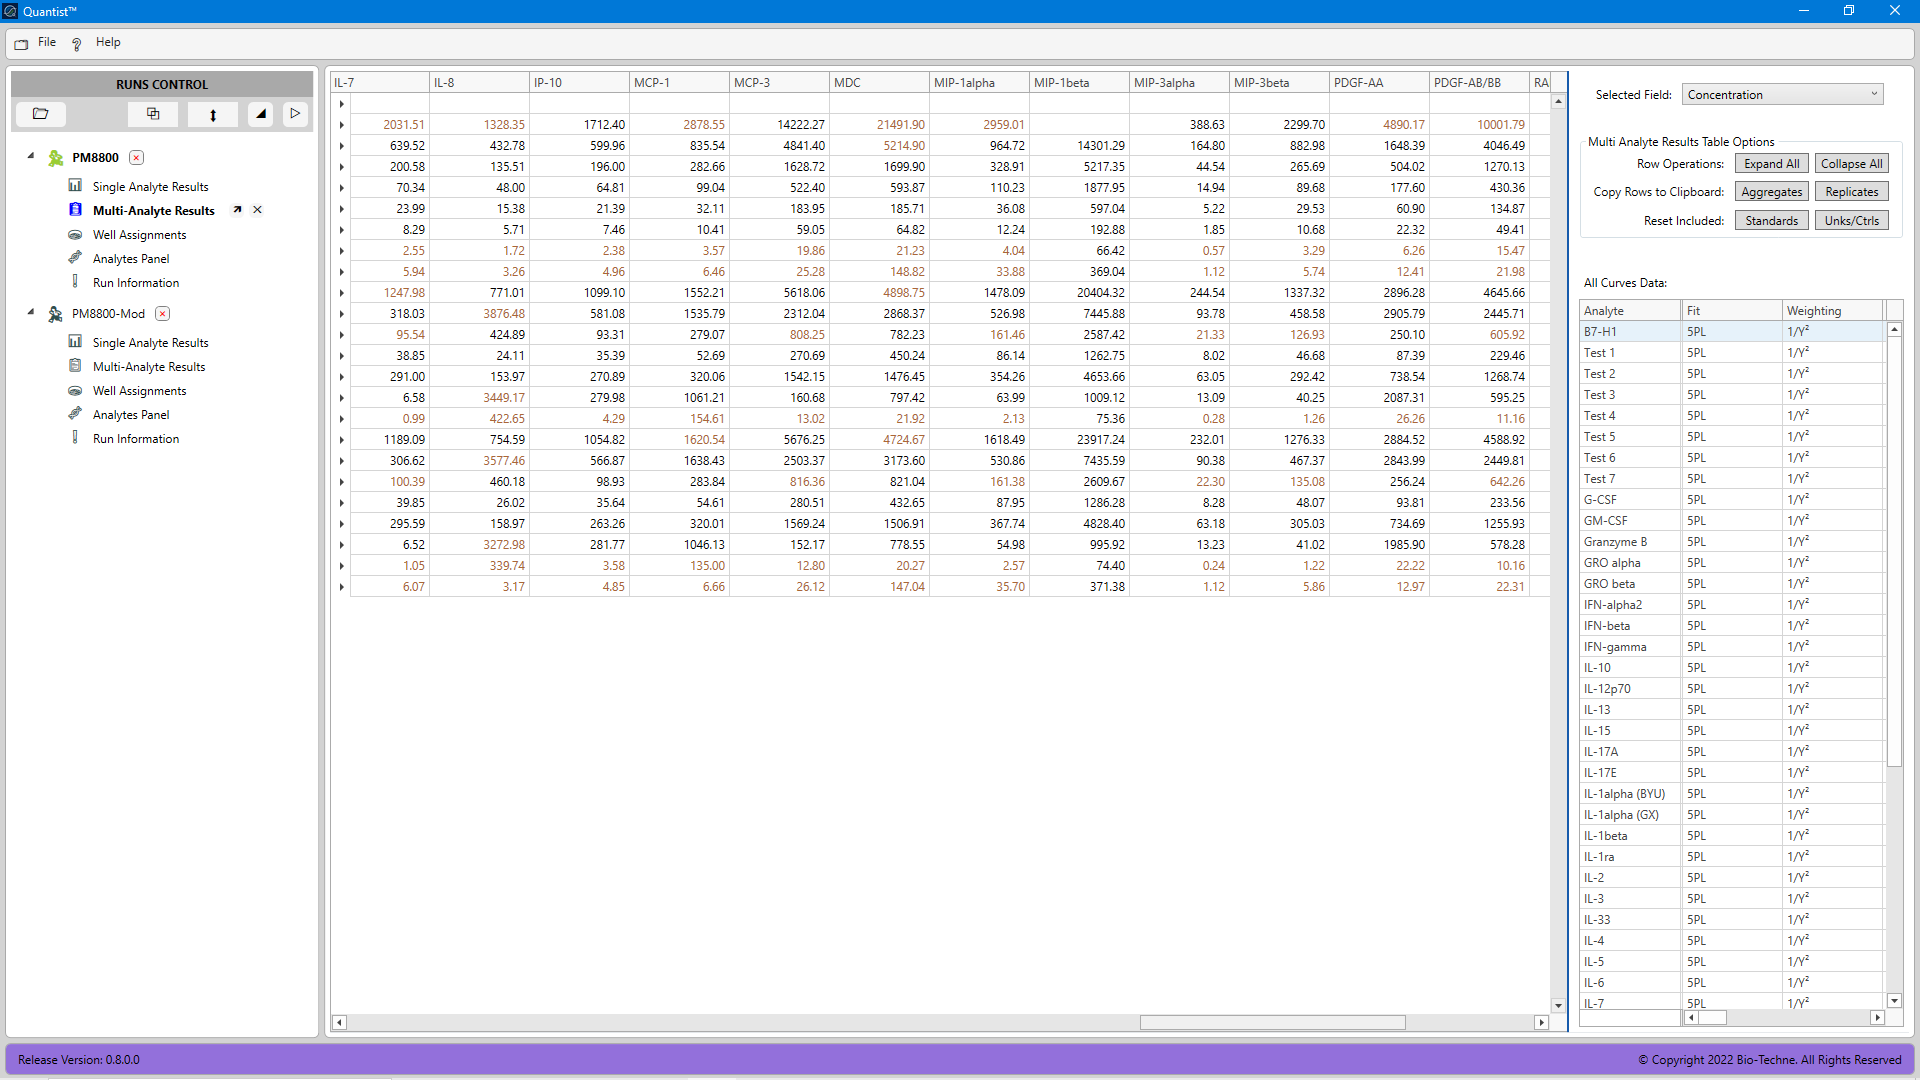 Quantist™
File ? Help
RUNS CONTROL
PM8800
Single Analyte Results
Multi-Analyte Results
Well Assignments
Analytes Panel
Run Information
PM8800-Mod
Single Analyte Results
Multi-Analyte Results
Well Assignments
Analytes Panel
Run Information
IL-7 IL-8 IP-10 MCP-1 MCP-3 MDC MIP-1alpha MIP-1beta MIP-3alpha MIP-3beta PDGF-AA PDGF-AB/BB RA
2031.51 1328.35 1712.40 2878.55 14222.27 21491.90 2959.01 388.63 2299.70 4890.17 10001.79
639.52 432.78 599.96 835.54 4841.40 5214.90 964.72 14301.29 164.80 882.98 1648.39 4046.49
200.58 135.51 196.00 282.66 1628.72 1699.90 328.91 5217.35 44.54 265.69 504.02 1270.13
70.34 48.00 64.81 99.04 522.40 593.87 110.23 1877.95 14.94 89.68 177.60 430.36
23.99 15.38 21.39 32.11 183.95 185.71 36.08 597.04 5.22 29.53 60.90 134.87
8.29 5.71 7.46 10.41 59.05 64.82 12.24 192.88 1.85 10.68 22.32 49.41
2.55 1.72 2.38 3.57 19.86 21.23 4.04 66.42 0.57 3.29 6.26 15.47
5.94 3.26 4.96 6.46 25.28 148.82 33.88 369.04 1.12 5.74 12.41 21.98
1247.98 771.01 1099.10 1552.21 5618.06 4898.75 1478.09 20404.32 244.54 1337.32 2896.28 4645.66
318.03 3876.48 581.08 1535.79 2312.04 2868.37 526.98 7445.88 93.78 458.58 2905.79 2445.71
95.54 424.89 93.31 279.07 808.25 782.23 161.46 2587.42 21.33 126.93 250.10 605.92
38.85 24.11 35.39 52.69 270.69 450.24 86.14 1262.75 8.02 46.68 87.39 229.46
291.00 153.97 270.89 320.06 1542.15 1476.45 354.26 4653.66 63.05 292.42 738.54 1268.74
6.58 3449.17 279.98 1061.21 160.68 797.42 63.99 1009.12 13.09 40.25 2087.31 595.25
0.99 422.65 4.29 154.61 13.02 21.92 2.13 75.36 0.28 1.26 26.26 11.16
1189.09 754.59 1054.82 1620.54 5676.25 4724.67 1618.49 23917.24 232.01 1276.33 2884.52 4588.92
306.62 3577.46 566.87 1638.43 2503.37 3173.60 530.86 7435.59 90.38 467.37 2843.99 2449.81
100.39 460.18 98.93 283.84 816.36 821.04 161.38 2609.67 22.30 135.08 256.24 642.26
39.85 26.02 35.64 54.61 280.51 432.65 87.95 1286.28 8.28 48.07 93.81 233.56
295.59 158.97 263.26 320.01 1569.24 1506.91 367.74 4828.40 63.18 305.03 734.69 1255.93
6.52 3272.98 281.77 1046.13 152.17 778.55 54.98 995.92 13.23 41.02 1985.90 578.28
1.05 339.74 3.58 135.00 12.80 20.27 2.57 74.40 0.24 1.22 22.22 10.16
6.07 3.17 4.85 6.66 26.12 147.04 35.70 371.38 1.12 5.86 12.97 22.31
Selected Field: Concentration
Multi Analyte Results Table Options
Row Operations: Expand All Collapse All
Copy Rows to Clipboard: Aggregates Replicates
Reset Included: Standards Unks/Ctrls
All Curves Data:
Analyte Fit Weighting
B7-H1 5PL 1/Y²
Test 1 5PL 1/Y²
Test 2 5PL 1/Y²
Test 3 5PL 1/Y²
Test 4 5PL 1/Y²
Test 5 5PL 1/Y²
Test 6 5PL 1/Y²
Test 7 5PL 1/Y²
G-CSF 5PL 1/Y²
GM-CSF 5PL 1/Y²
Granzyme B 5PL 1/Y²
GRO alpha 5PL 1/Y²
GRO beta 5PL 1/Y²
IFN-alpha2 5PL 1/Y²
IFN-beta 5PL 1/Y²
IFN-gamma 5PL 1/Y²
IL-10 5PL 1/Y²
IL-12p70 5PL 1/Y²
IL-13 5PL 1/Y²
IL-15 5PL 1/Y²
IL-17A 5PL 1/Y²
IL-17E 5PL 1/Y²
IL-1alpha (BYU) 5PL 1/Y²
IL-1alpha (GX) 5PL 1/Y²
IL-1beta 5PL 1/Y²
IL-1ra 5PL 1/Y²
IL-2 5PL 1/Y²
IL-3 5PL 1/Y²
IL-33 5PL 1/Y²
IL-4 5PL 1/Y²
IL-5 5PL 1/Y²
IL-6 5PL 1/Y²
IL-7 5PL 1/Y²
Release Version: 0.8.0.0
© Copyright 2022 Bio-Techne. All Rights Reserved